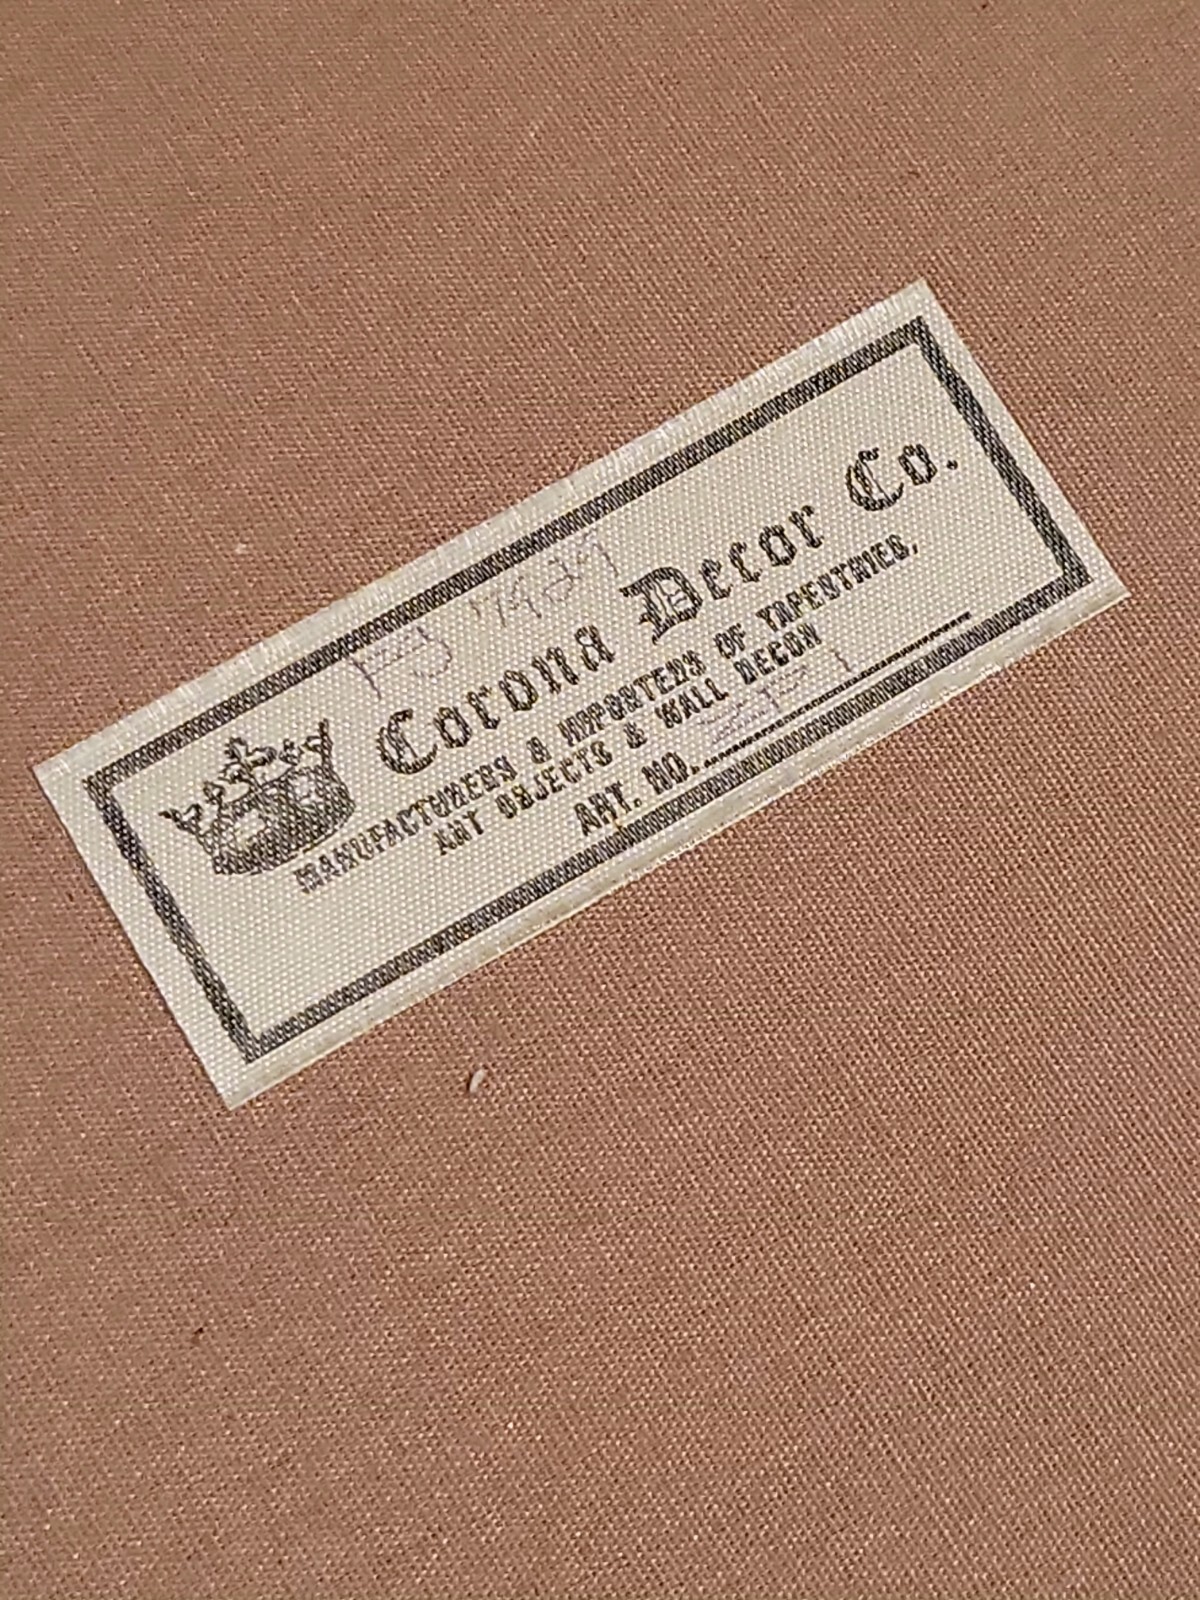 Corona Decor Co.
MANUFACTURERS & IMPORTERS OF TAPESTRIES,
ART OBJECTS & WALL DECOR
ART. NO.